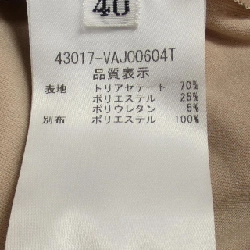 40
43017-VAJ00604T
品質表示
表地 トリアセテート 70%
ポリエステル 25%
ポリウレタン 5%
別布 ポリエステル 100%